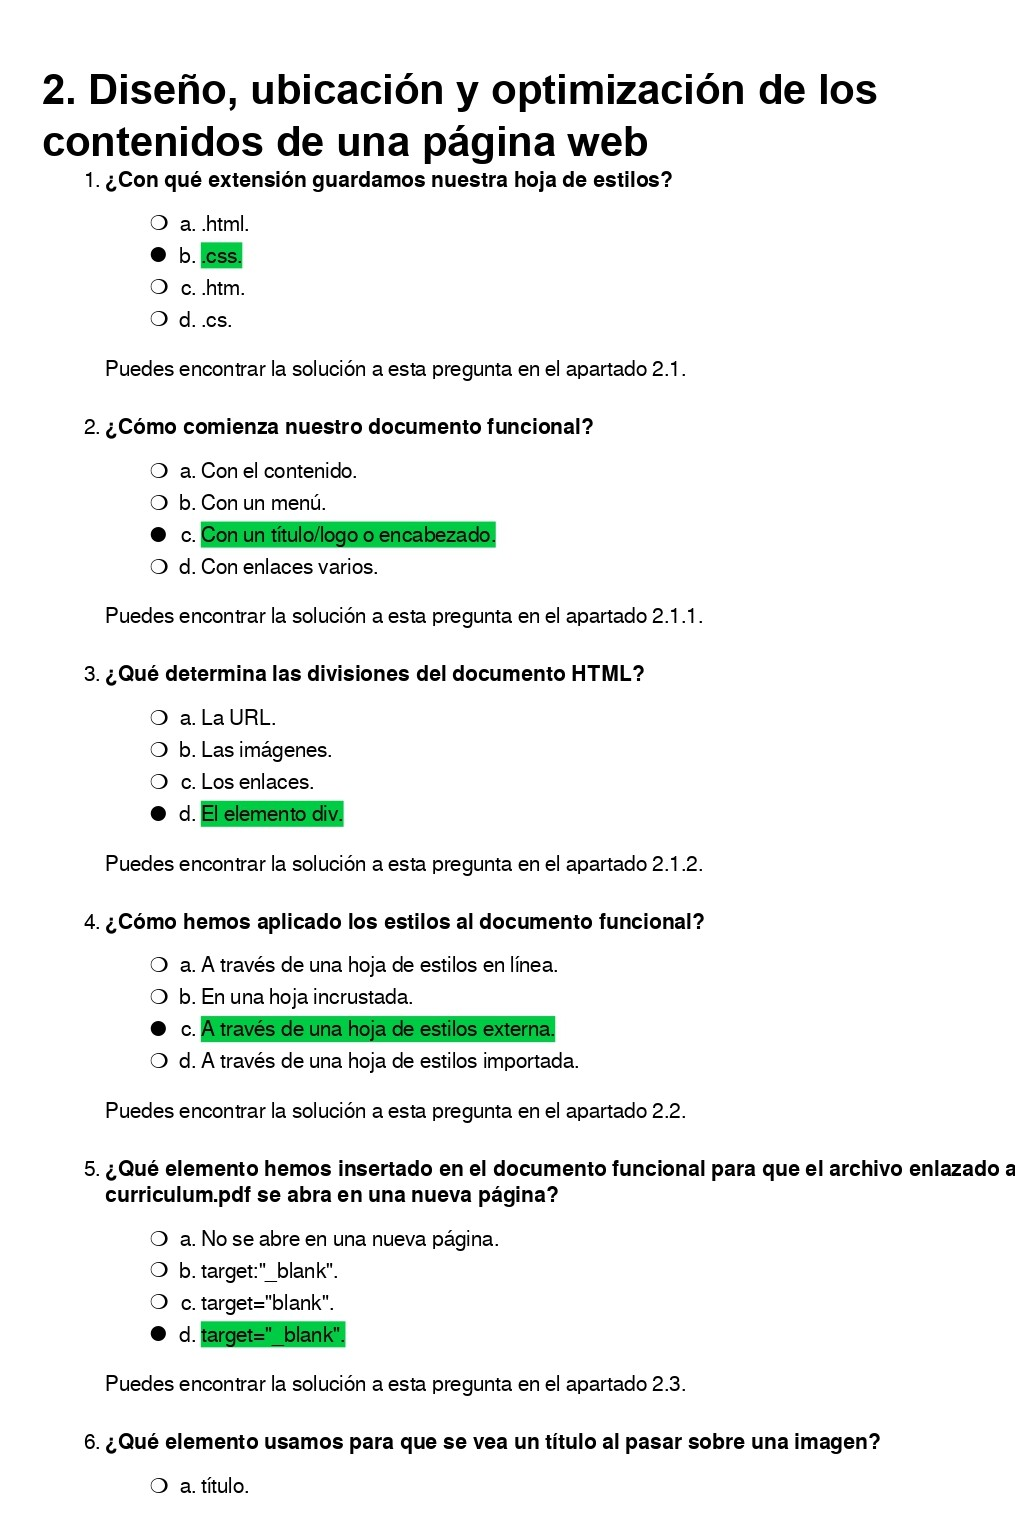 2. Diseño, ubicación y optimización de los
contenidos de una página web
1. ¿Con qué extensión guardamos nuestra hoja de estilos?
a. .html.
b. .css.
c. .htm.
d. .cs.
Puedes encontrar la solución a esta pregunta en el apartado 2.1.
2. ¿Cómo comienza nuestro documento funcional?
a. Con el contenido.
b. Con un menú.
c. Con un título/logo o encabezado.
d. Con enlaces varios.
Puedes encontrar la solución a esta pregunta en el apartado 2.1.1.
3. ¿Qué determina las divisiones del documento HTML?
a. La URL.
b. Las imágenes.
c. Los enlaces.
d. El elemento div.
Puedes encontrar la solución a esta pregunta en el apartado 2.1.2.
4. ¿Cómo hemos aplicado los estilos al documento funcional?
a. A través de una hoja de estilos en línea.
b. En una hoja incrustada.
c. A través de una hoja de estilos externa.
d. A través de una hoja de estilos importada.
Puedes encontrar la solución a esta pregunta en el apartado 2.2.
5. ¿Qué elemento hemos insertado en el documento funcional para que el archivo enlazado a
curriculum.pdf se abra en una nueva página?
a. No se abre en una nueva página.
b. target:"_blank".
c. target="blank".
d. target="_blank".
Puedes encontrar la solución a esta pregunta en el apartado 2.3.
6. ¿Qué elemento usamos para que se vea un título al pasar sobre una imagen?
a. título.